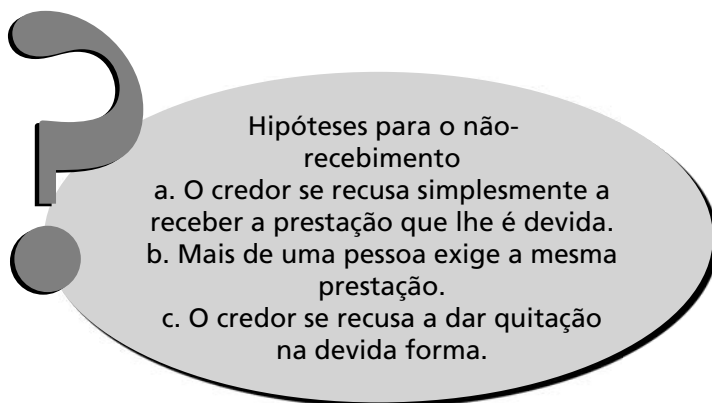 Hipóteses para o não-
recebimento
a. O credor se recusa simplesmente a
receber a prestação que lhe é devida.
b. Mais de uma pessoa exige a mesma
prestação.
c. O credor se recusa a dar quitação
na devida forma.